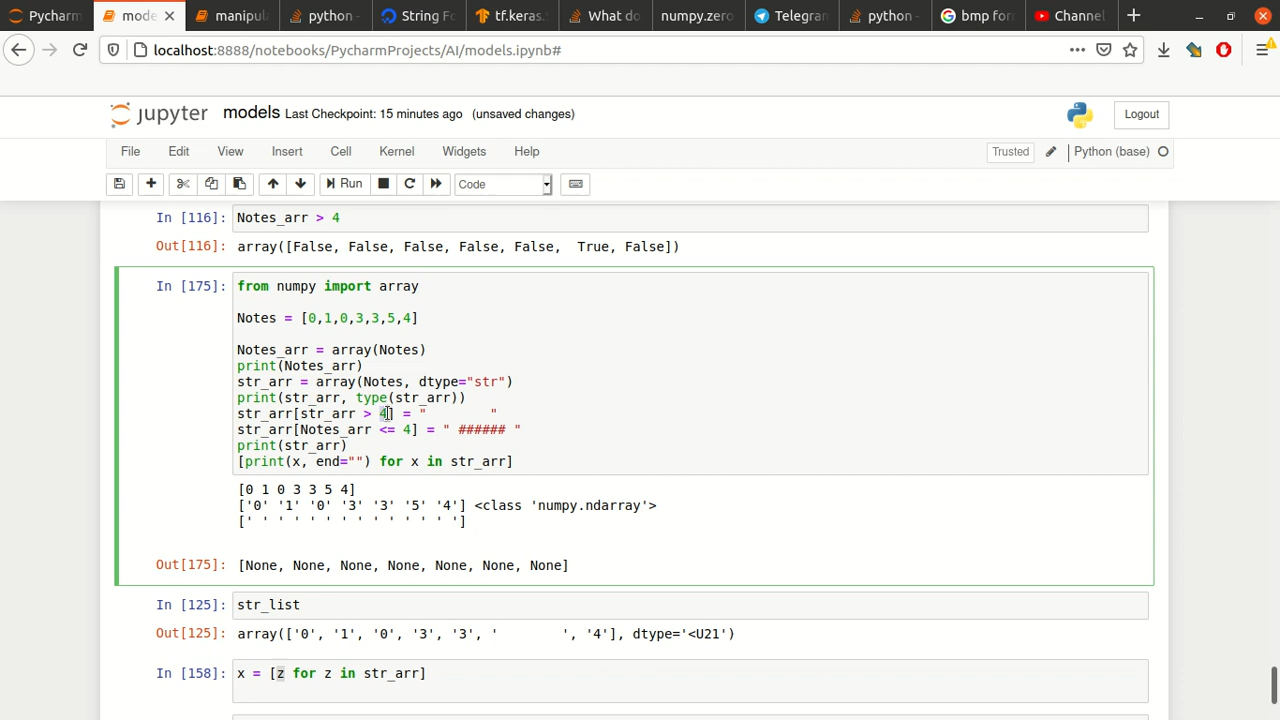 Pycharm
mode
manipula
python -
String Fo
tf.keras.
What do
numpy.zero
Telegram
python -
bmp form
Channel
localhost:8888/notebooks/PycharmProjects/AI/models.ipynb#
jupyter models Last Checkpoint: 15 minutes ago (unsaved changes)
Logout
File Edit View Insert Cell Kernel Widgets Help
Trusted Python (base)
Run Code
In [116]: Notes_arr > 4
Out[116]: array([False, False, False, False, False,  True, False])
In [175]: from numpy import array
Notes = [0,1,0,3,3,5,4]
Notes_arr = array(Notes)
print(Notes_arr)
str_arr = array(Notes, dtype="str")
print(str_arr, type(str_arr))
str_arr[str_arr > 4] = "        "
str_arr[Notes_arr <= 4] = " ###### "
print(str_arr)
[print(x, end="") for x in str_arr]
[0 1 0 3 3 5 4]
['0' '1' '0' '3' '3' '5' '4'] <class 'numpy.ndarray'>
[' ' ' ' ' ' ' ' ' ' ' ' ' ']
Out[175]: [None, None, None, None, None, None, None]
In [125]: str_list
Out[125]: array(['0', '1', '0', '3', '3', '        ', '4'], dtype='<U21')
In [158]: x = [z for z in str_arr]